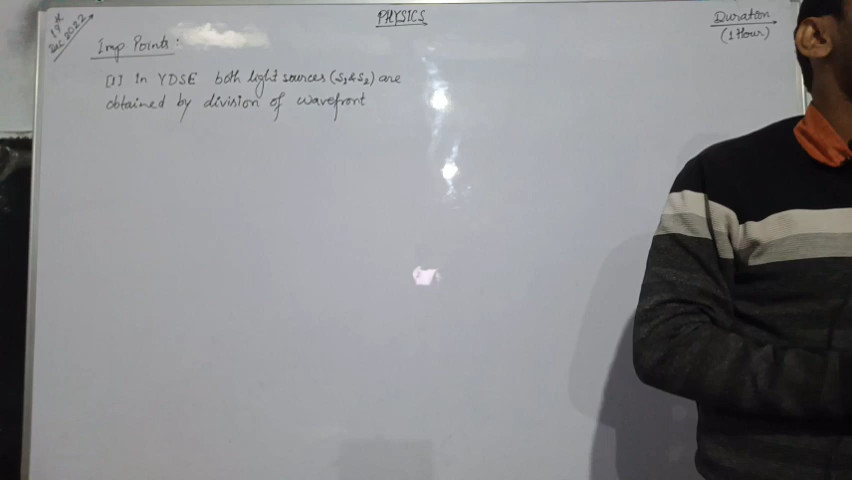 PHYSICS
Duration
(1 Hour)
19
Dec 2022
Imp Points:
[1] In YDSE both light sources (S1 & S2) are
obtained by division of wavefront